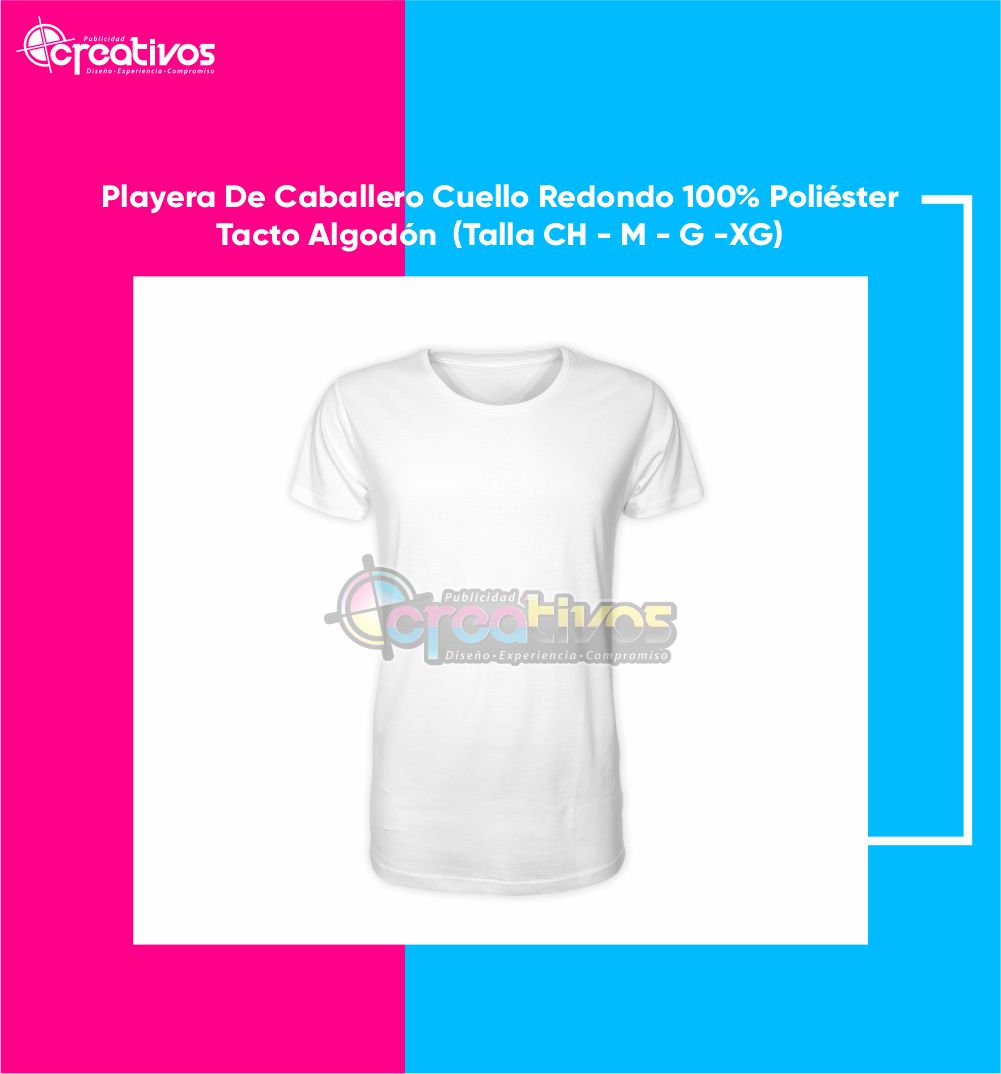 Publicidad
creativos
Diseño • Experiencia • Compromiso
Playera De Caballero Cuello Redondo 100% Poliéster
Tacto Algodón (Talla CH - M - G -XG)
Publicidad
creativos
Diseño • Experiencia • Compromiso